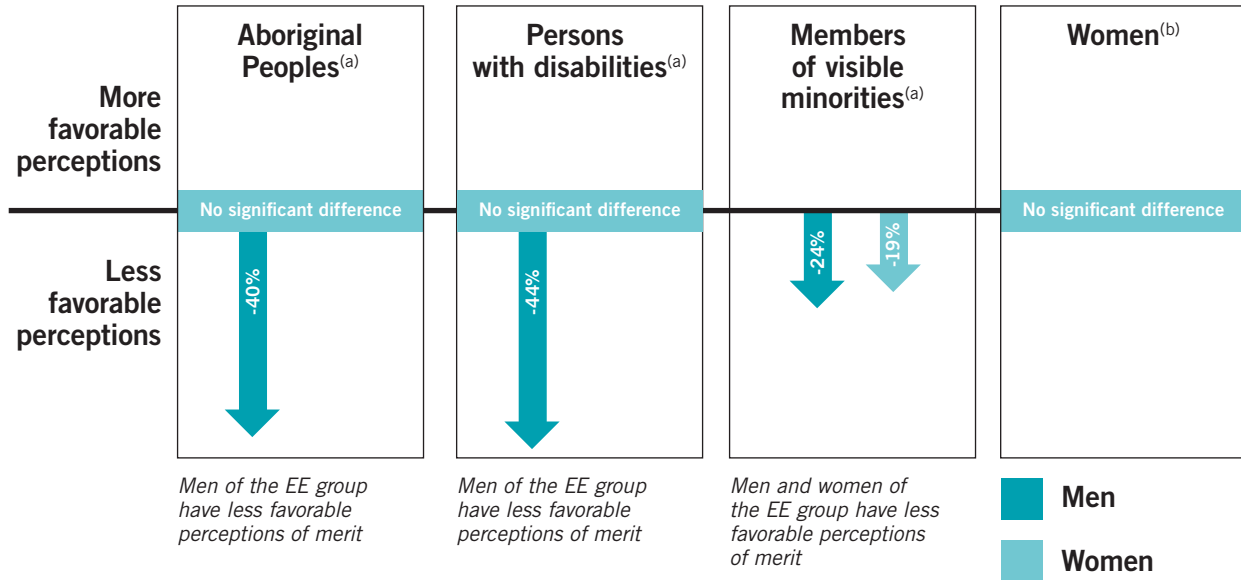 Aboriginal
Peoples(a)
Persons
with disabilities(a)
Members
of visible
minorities(a)
Women(b)
More
favorable
perceptions
No significant difference
No significant difference
No significant difference
Less
favorable
perceptions
-40%
-44%
-24%
-19%
Men of the EE group
have less favorable
perceptions of merit
Men of the EE group
have less favorable
perceptions of merit
Men and women of
the EE group have less
favorable perceptions
of merit
Men
Women